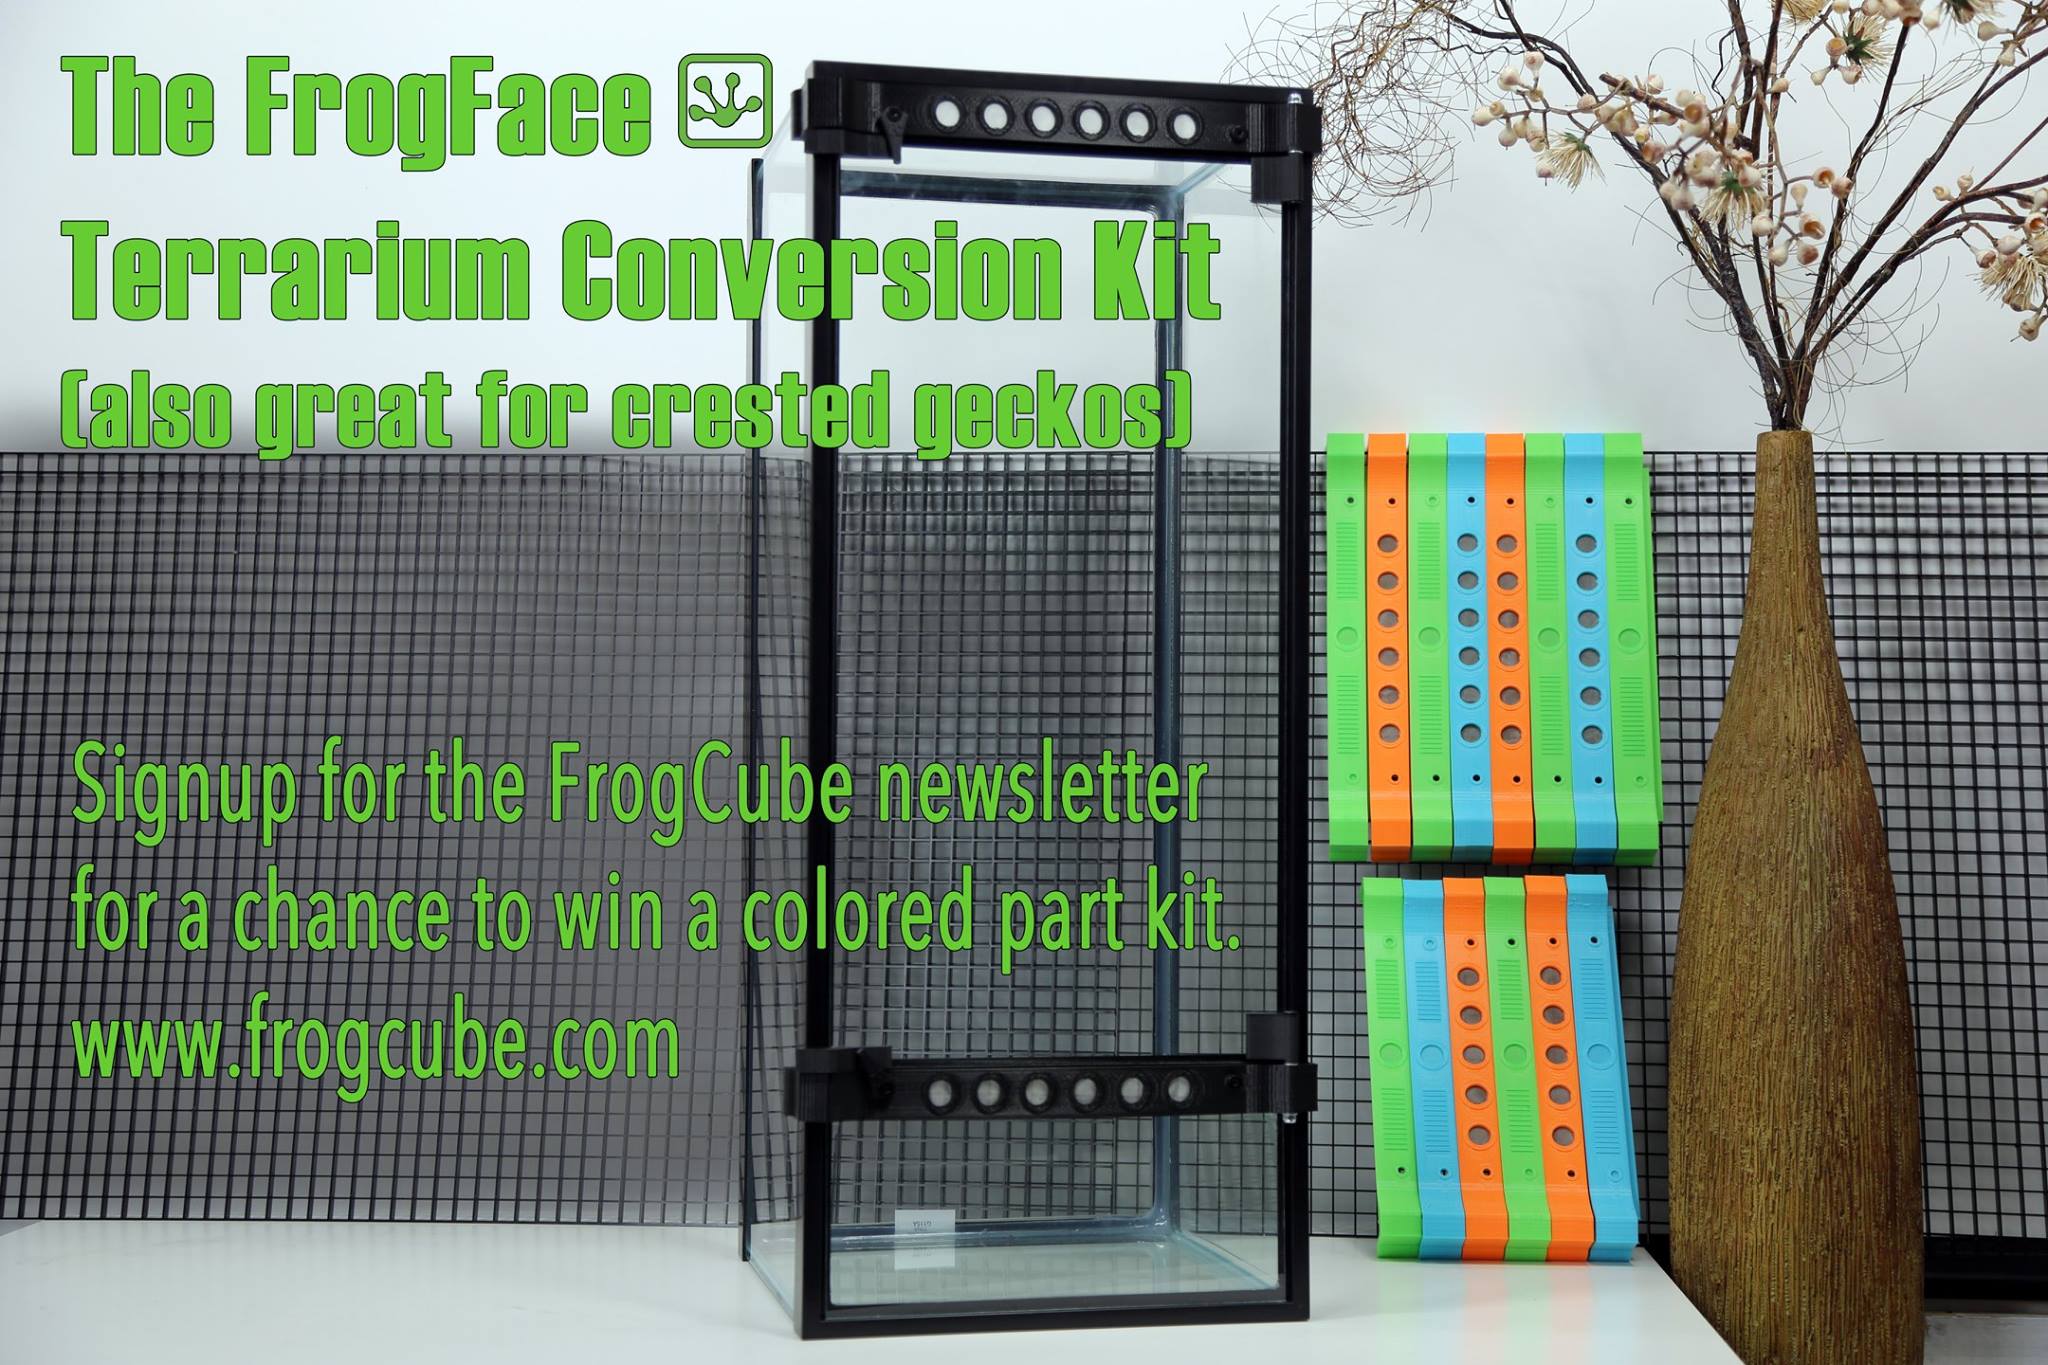 The FrogFace
Terrarium Conversion Kit
(also great for crested geckos)
Signup for the FrogCube newsletter
for a chance to win a colored part kit.
www.frogcube.com